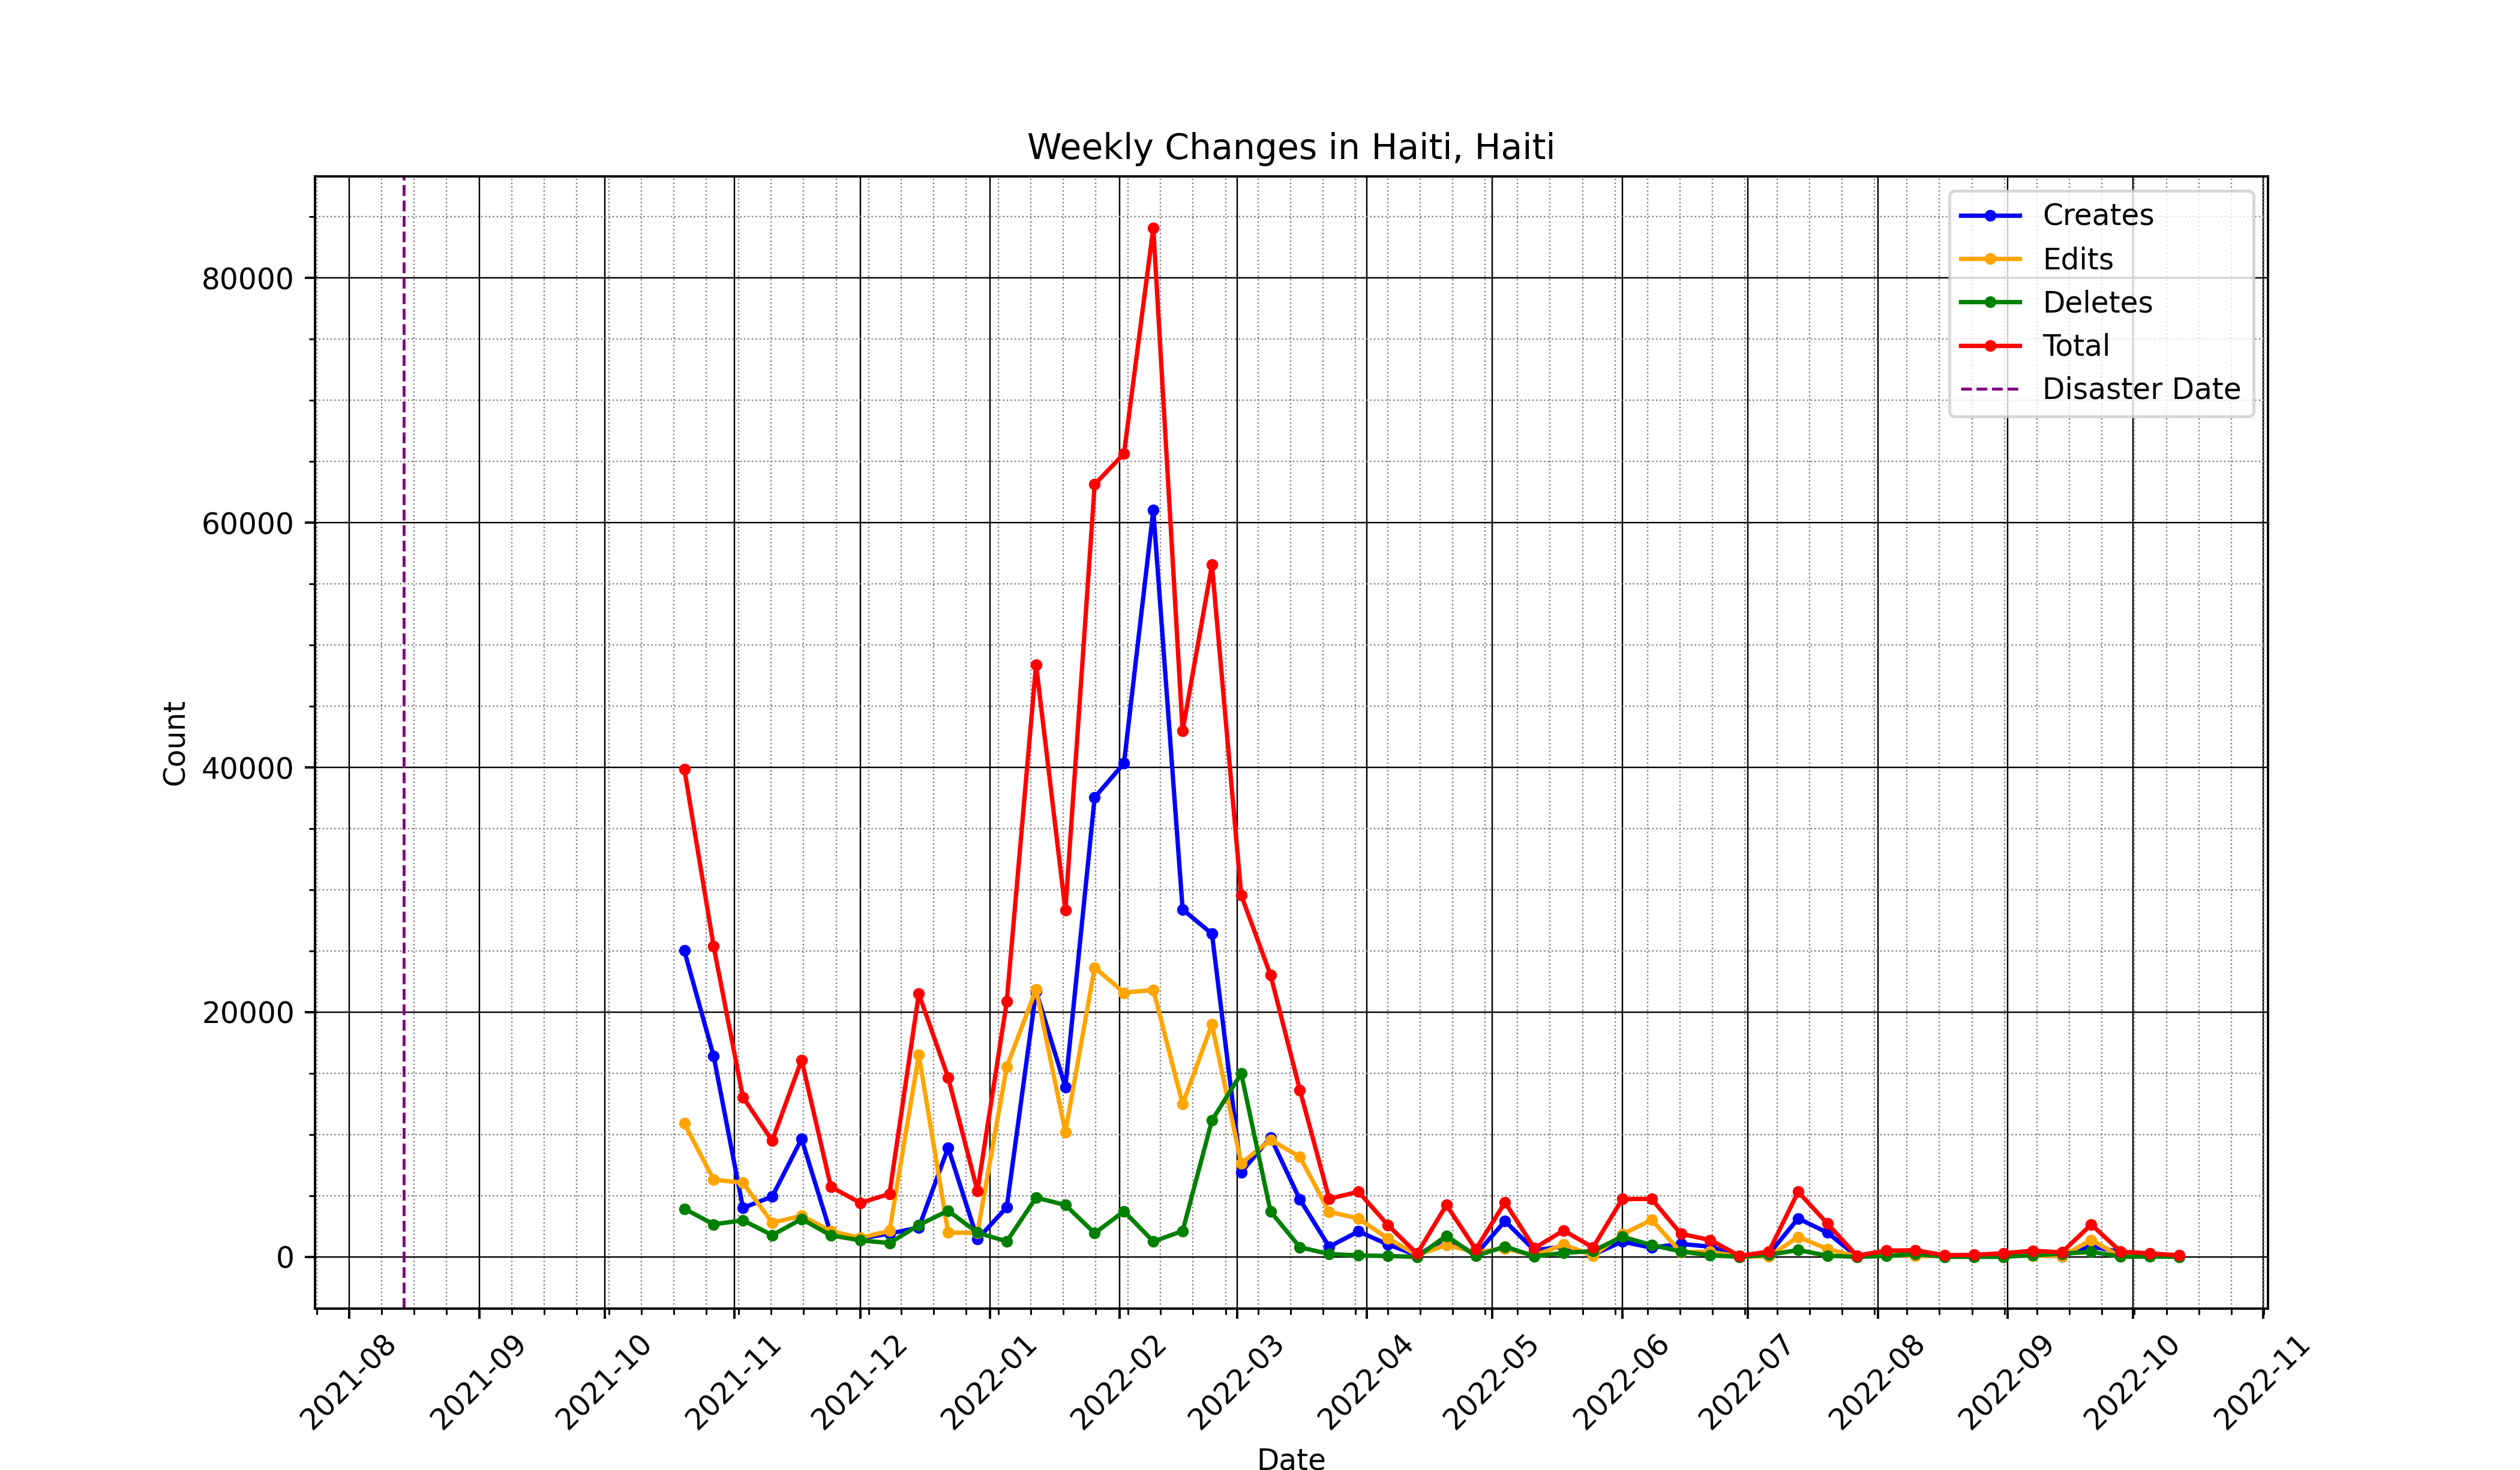 Weekly Changes in Haiti, Haiti
Creates
Edits
Deletes
Total
Disaster Date
Count
80000
60000
40000
20000
0
2021-08
2021-09
2021-10
2021-11
2021-12
2022-01
2022-02
2022-03
2022-04
2022-05
2022-06
2022-07
2022-08
2022-09
2022-10
2022-11
Date